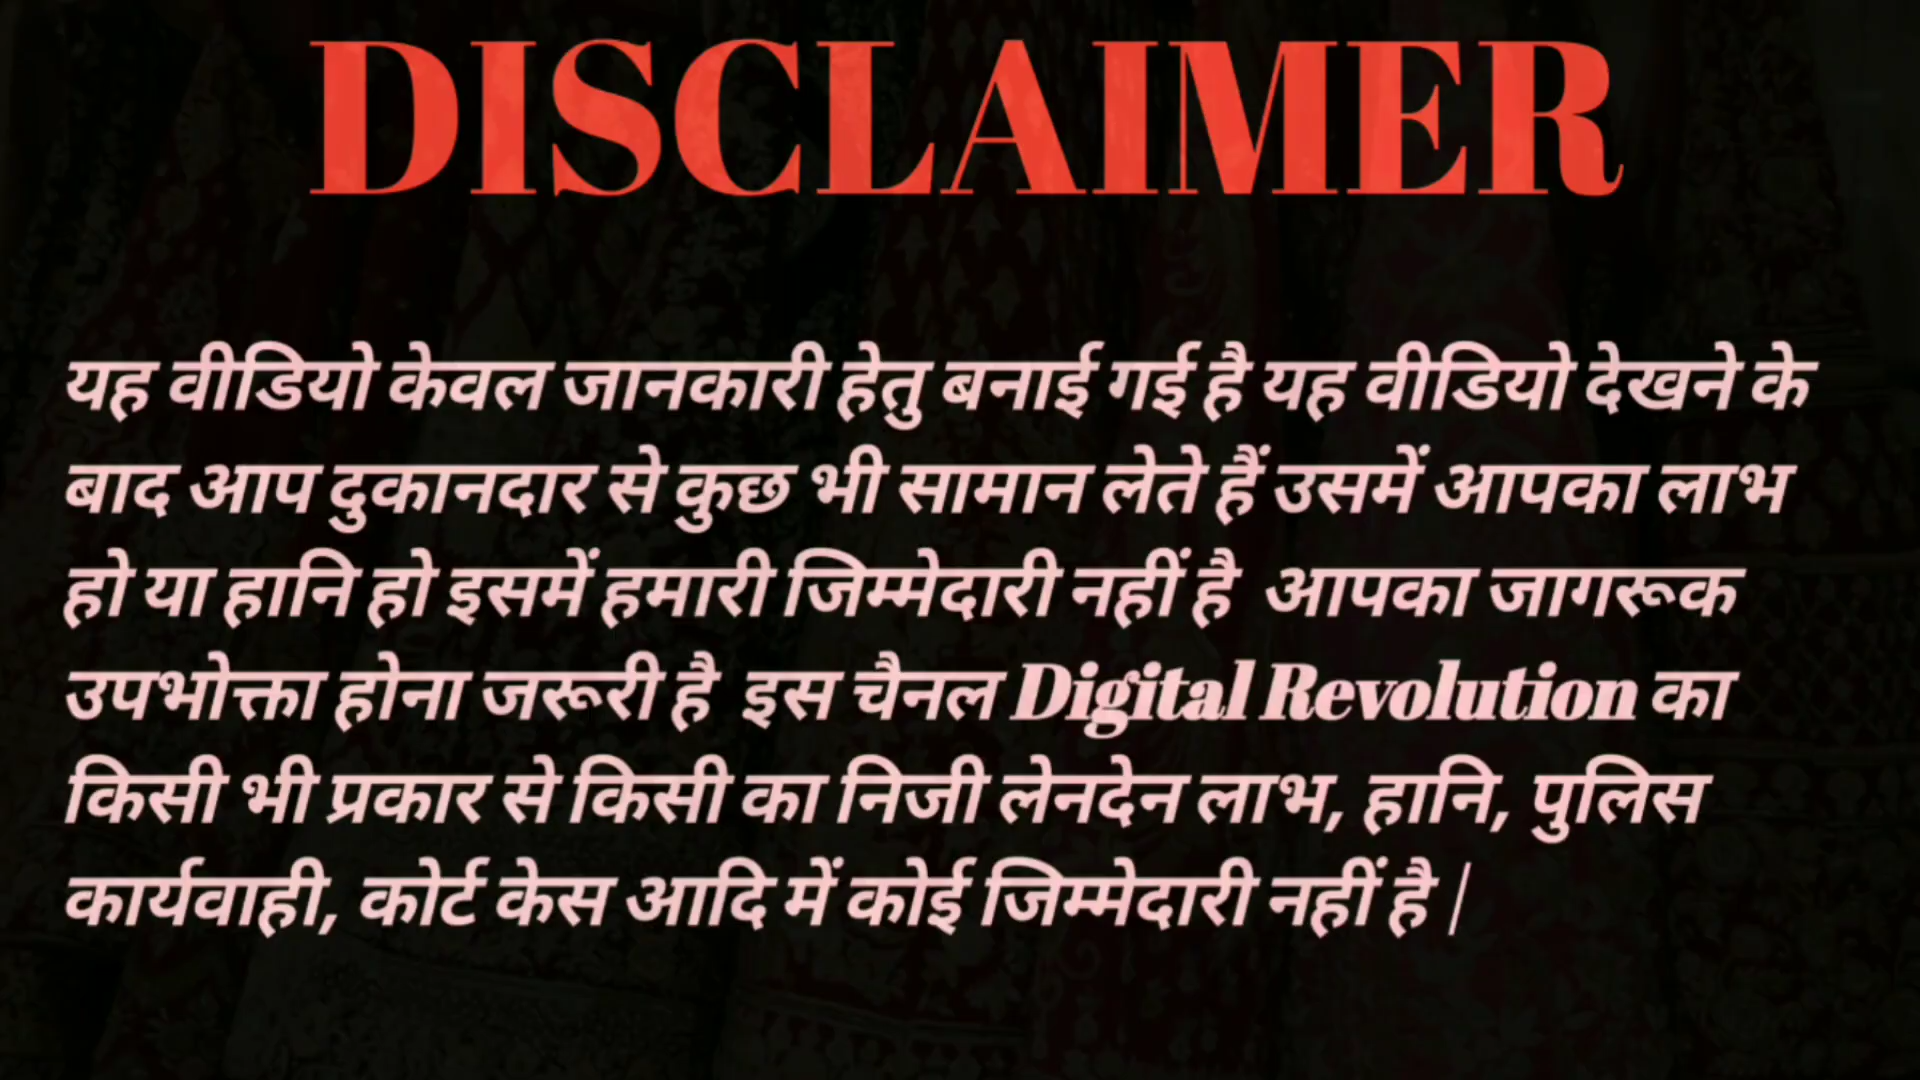 DISCLAIMER
यह वीडियो केवल जानकारी हेतु बनाई गई है यह वीडियो देखने के
बाद आप दुकानदार से कुछ भी सामान लेते हैं उसमें आपका लाभ
हो या हानि हो इसमें हमारी जिम्मेदारी नहीं है आपका जागरूक
उपभोक्ता होना जरूरी है इस चैनल Digital Revolution का
किसी भी प्रकार से किसी का निजी लेनदेन लाभ, हानि, पुलिस
कार्यवाही, कोर्ट केस आदि में कोई जिम्मेदारी नहीं है |